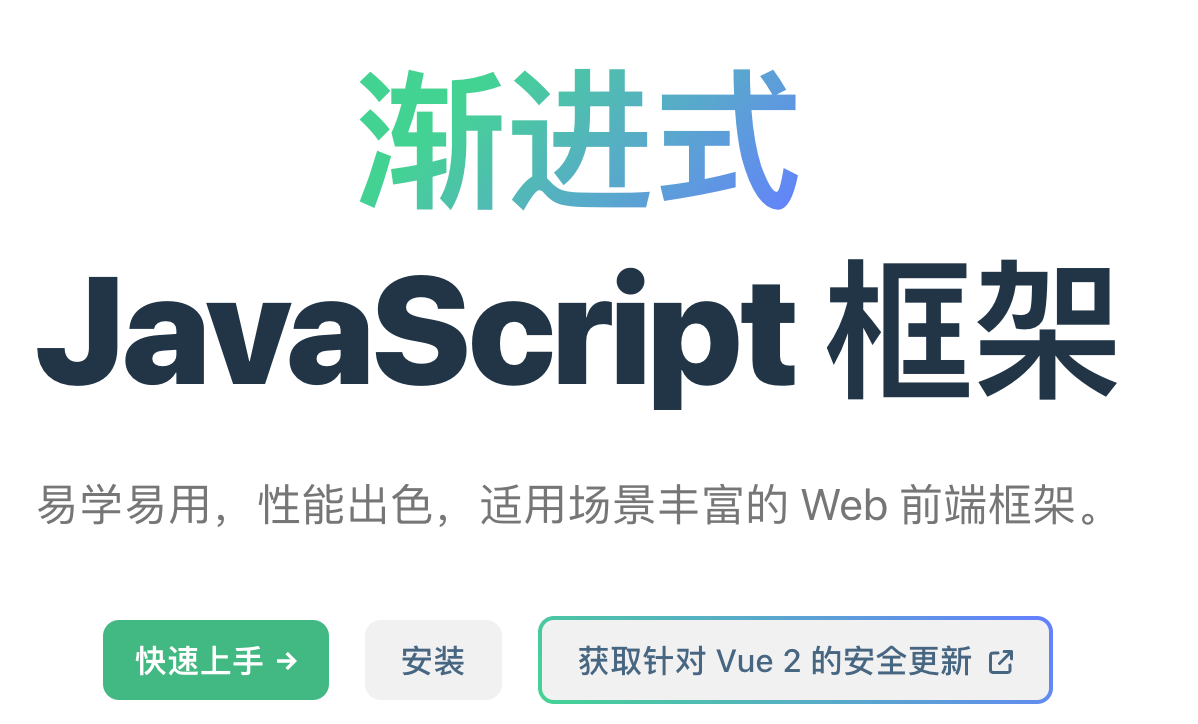 渐进式
JavaScript 框架
易学易用，性能出色，适用场景丰富的 Web 前端框架。
快速上手 →
安装
获取针对 Vue 2 的安全更新